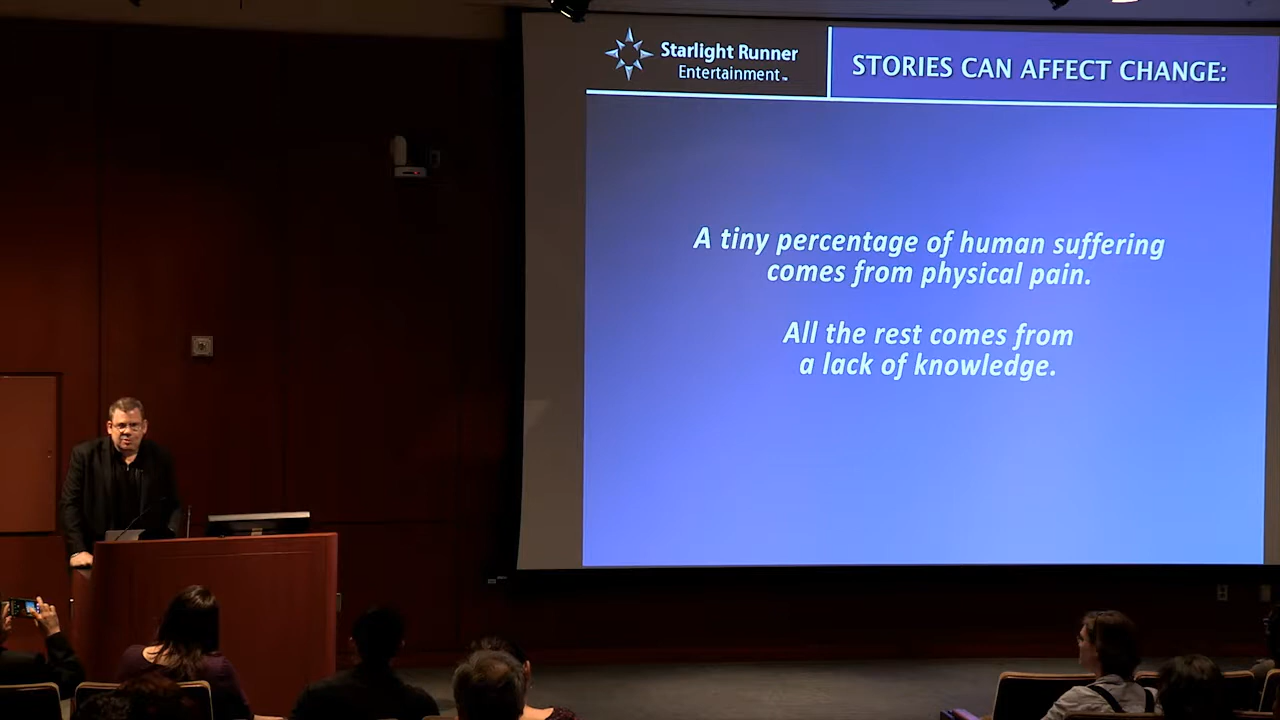 Starlight Runner
Entertainment™
STORIES CAN AFFECT CHANGE:
A tiny percentage of human suffering
comes from physical pain.
All the rest comes from
a lack of knowledge.